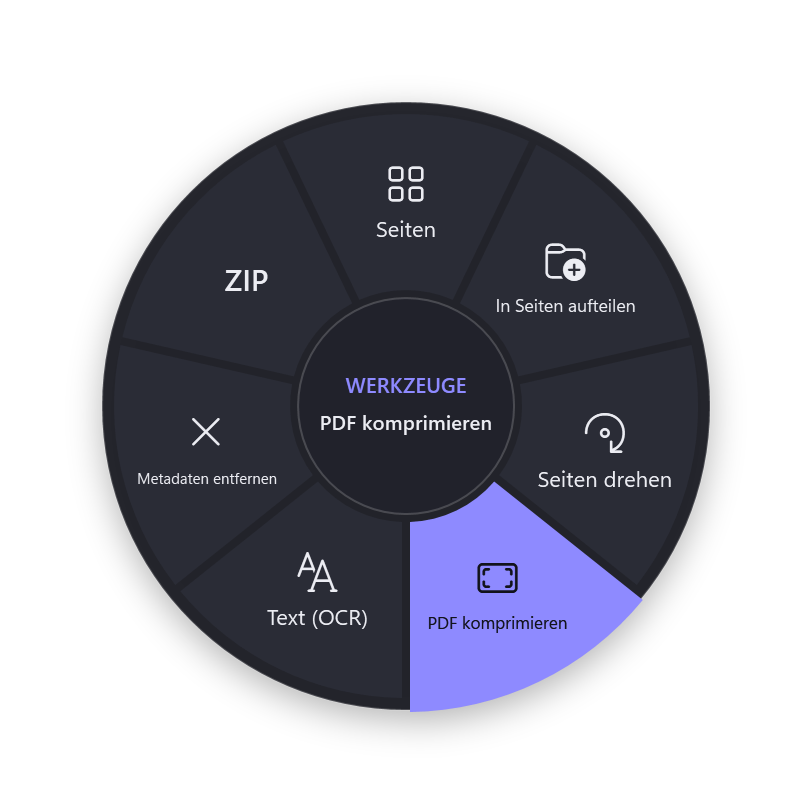 Seiten
ZIP
In Seiten aufteilen
WERKZEUGE
PDF komprimieren
Metadaten entfernen
Seiten drehen
Text (OCR)
PDF komprimieren